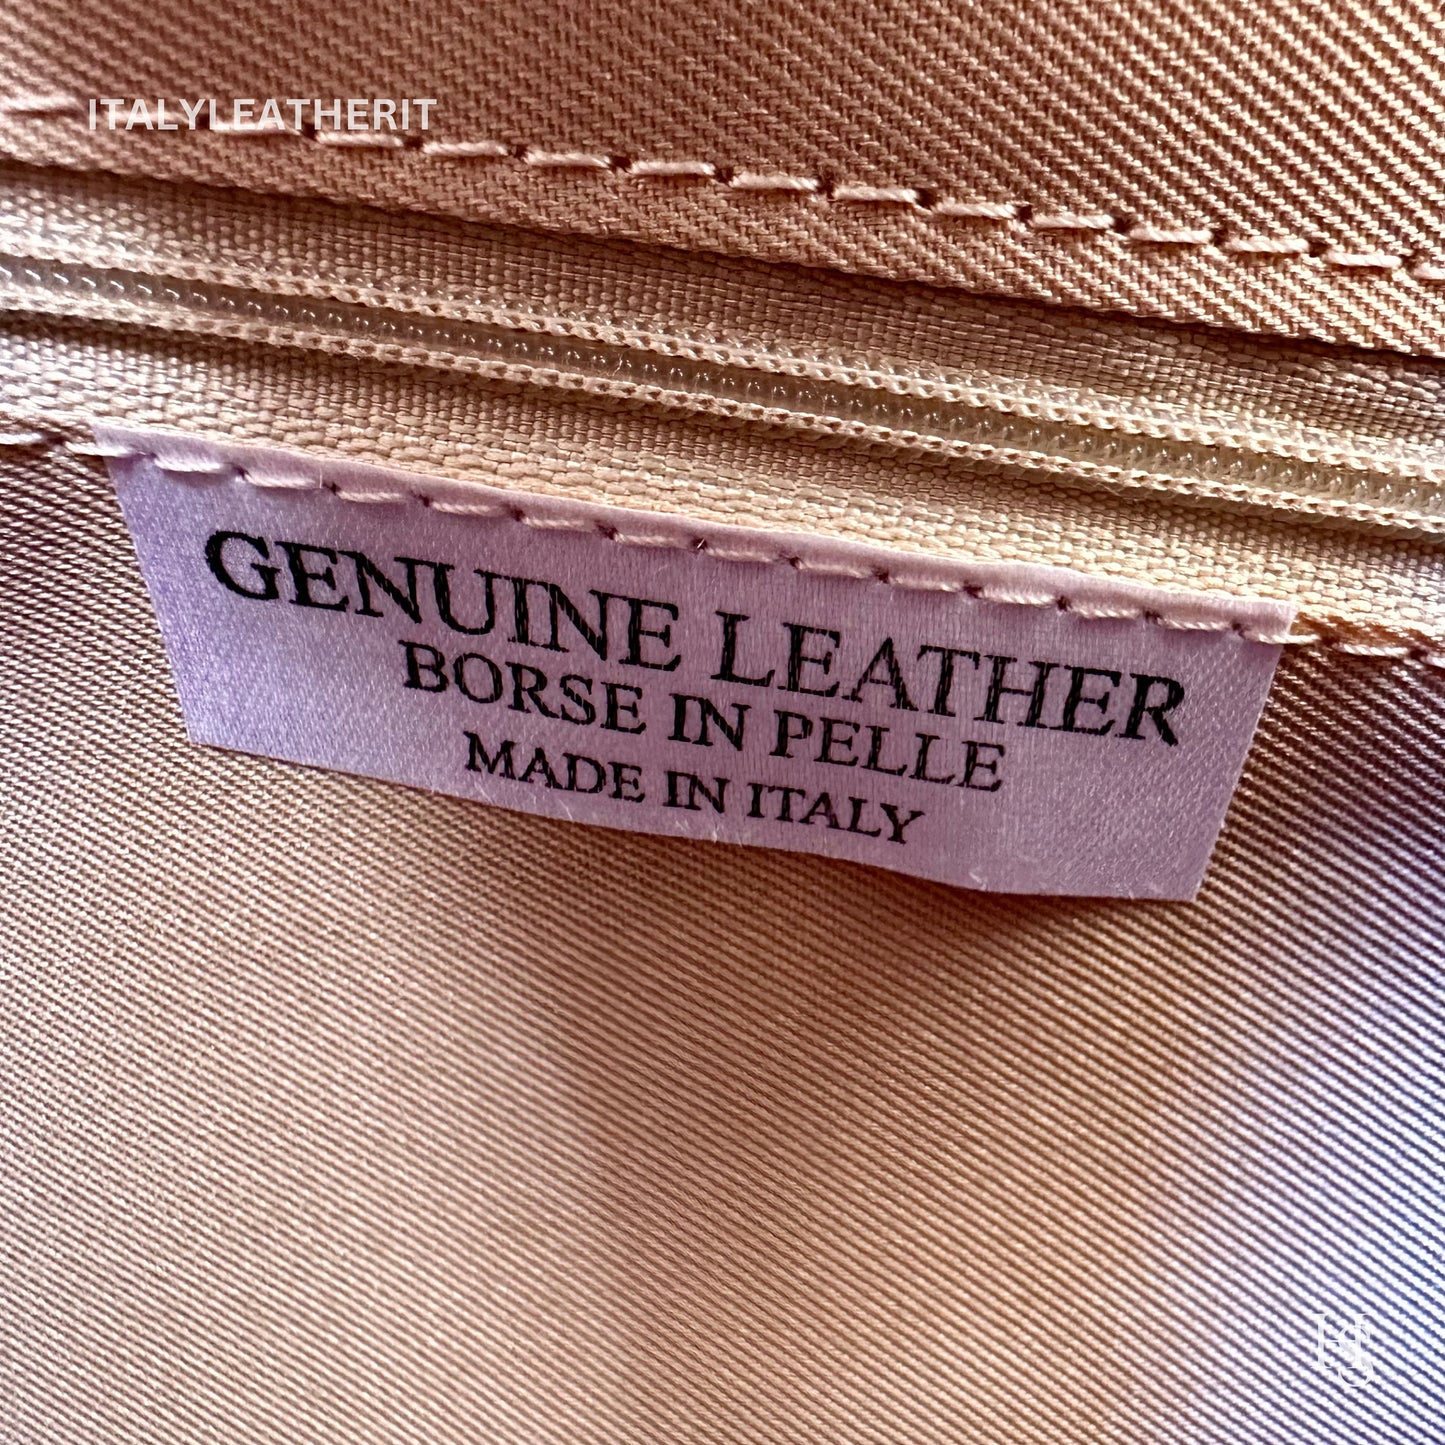 ITALYLEATHERIT
GENUINE LEATHER
BORSE IN PELLE
MADE IN ITALY